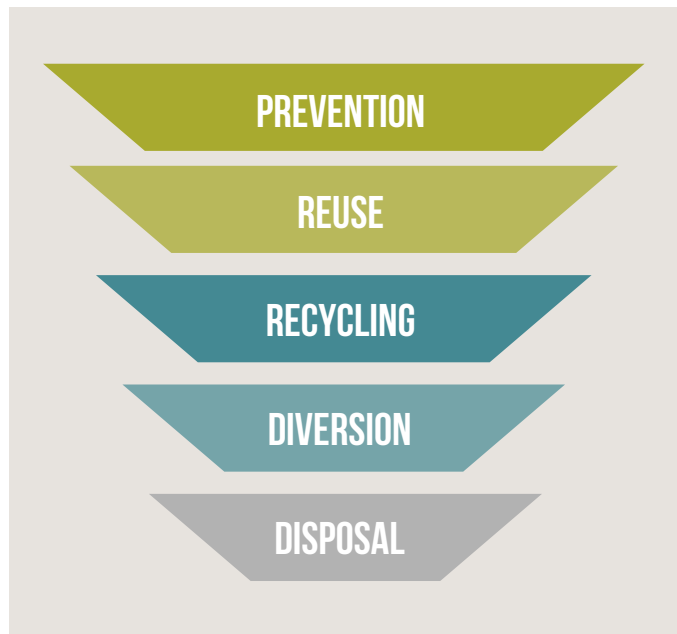 PREVENTION
REUSE
RECYCLING
DIVERSION
DISPOSAL